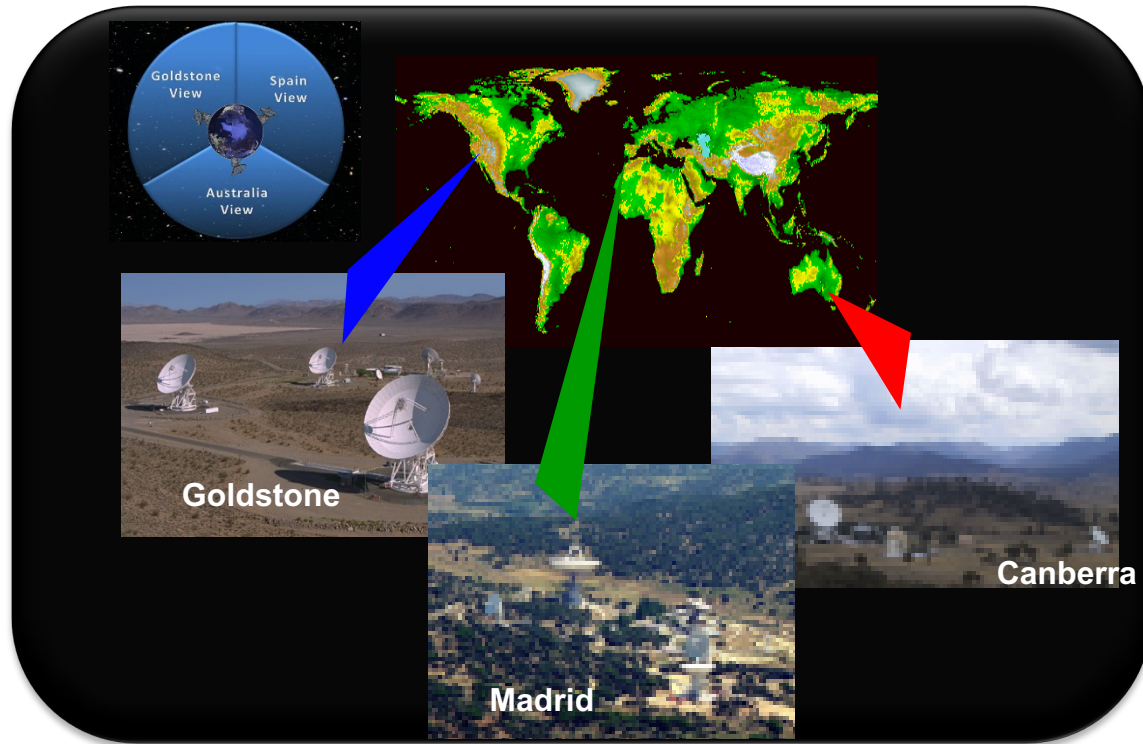 Goldstone
View
Spain
View
Australia
View
Goldstone
Madrid
Canberra